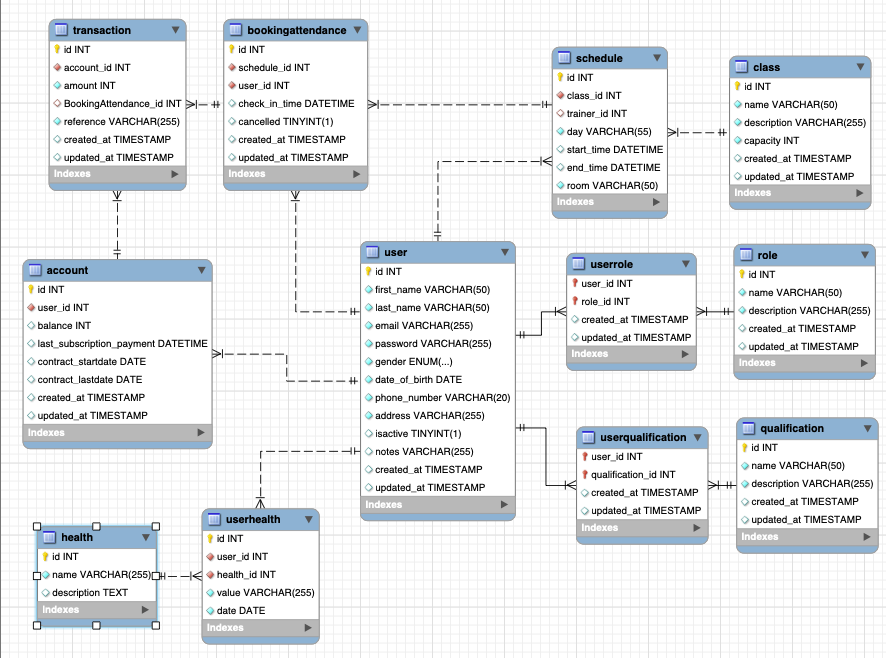 transaction
id INT
account_id INT
amount INT
BookingAttendance_id INT
reference VARCHAR(255)
created_at TIMESTAMP
updated_at TIMESTAMP
Indexes
bookingattendance
id INT
schedule_id INT
user_id INT
check_in_time DATETIME
cancelled TINYINT(1)
created_at TIMESTAMP
updated_at TIMESTAMP
Indexes
schedule
id INT
class_id INT
trainer_id INT
day VARCHAR(55)
start_time DATETIME
end_time DATETIME
room VARCHAR(50)
Indexes
class
id INT
name VARCHAR(50)
description VARCHAR(255)
capacity INT
created_at TIMESTAMP
updated_at TIMESTAMP
Indexes
account
id INT
user_id INT
balance INT
last_subscription_payment DATETIME
contract_startdate DATE
contract_lastdate DATE
created_at TIMESTAMP
updated_at TIMESTAMP
Indexes
user
id INT
first_name VARCHAR(50)
last_name VARCHAR(50)
email VARCHAR(255)
password VARCHAR(255)
gender ENUM(...)
date_of_birth DATE
phone_number VARCHAR(20)
address VARCHAR(255)
isactive TINYINT(1)
notes VARCHAR(255)
created_at TIMESTAMP
updated_at TIMESTAMP
Indexes
userrole
user_id INT
role_id INT
created_at TIMESTAMP
updated_at TIMESTAMP
Indexes
role
id INT
name VARCHAR(50)
description VARCHAR(255)
created_at TIMESTAMP
updated_at TIMESTAMP
Indexes
userqualification
user_id INT
qualification_id INT
created_at TIMESTAMP
updated_at TIMESTAMP
Indexes
qualification
id INT
name VARCHAR(50)
description VARCHAR(255)
created_at TIMESTAMP
updated_at TIMESTAMP
Indexes
health
id INT
name VARCHAR(255)
description TEXT
Indexes
userhealth
id INT
user_id INT
health_id INT
value VARCHAR(255)
date DATE
Indexes